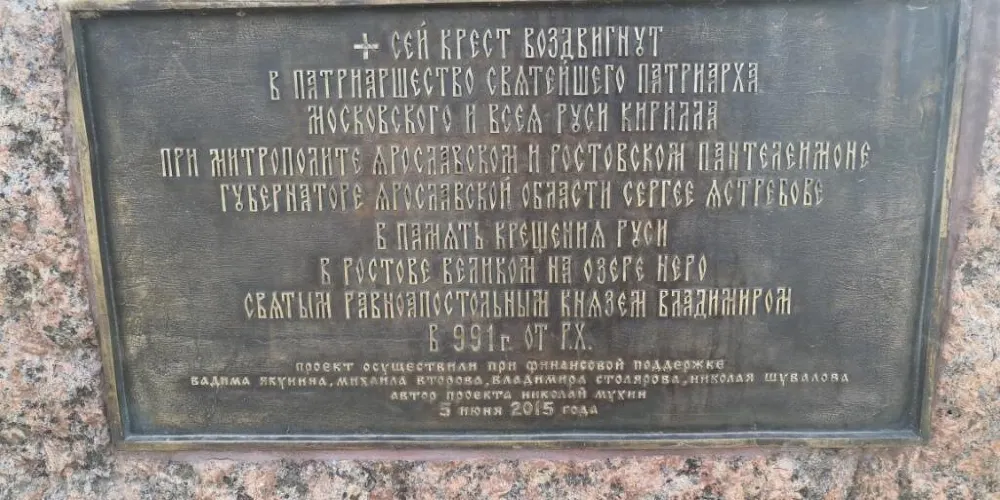 + СЕЙ КРЕСТ ВОЗДВИГНУТ
В ПАТРИАРШЕСТВО СВЯТЕЙШЕГО ПАТРИАРХА
МОСКОВСКОГО И ВСЕЯ РУСИ КИРИЛЛА
ПРИ МИТРОПОЛИТЕ ЯРОСЛАВСКОМ И РОСТОВСКОМ ПАНТЕЛЕИМОНЕ
ГУБЕРНАТОРЕ ЯРОСЛАВСКОЙ ОБЛАСТИ СЕРГЕЕ ЯСТРЕБОВЕ
В ПАМЯТЬ КРЕЩЕНИЯ РУСИ
В РОСТОВЕ ВЕЛИКОМ НА ОЗЕРЕ НЕРО
СВЯТЫМ РАВНОАПОСТОЛЬНЫМ КНЯЗЕМ ВЛАДИМИРОМ
В 991 г. ОТ Р.Х.
ПРОЕКТ ОСУЩЕСТВИЛИ ПРИ ФИНАНСОВОЙ ПОДДЕРЖКЕ
ВАДИМА ЯКУНИНА, МИХАИЛА ВТОРОВА, ВЛАДИМИРА СТОЛЯРОВА, НИКОЛАЯ ШУВАЛОВА
АВТОР ПРОЕКТА НИКОЛАЙ МУХИН
5 ИЮНЯ 2015 ГОДА